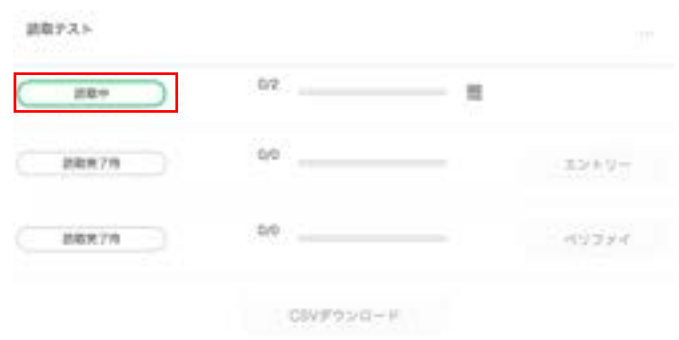 読取テスト
読取中 0/2
読取完了待 0/0 エントリー
読取完了待 0/0 ベリファイ
CSVダウンロード